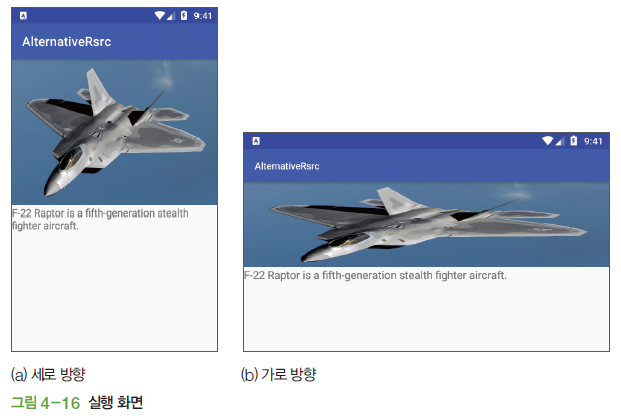 9:41
AlternativeRsrc
F-22 Raptor is a fifth-generation stealth
fighter aircraft.
(a) 세로 방향
9:41
AlternativeRsrc
F-22 Raptor is a fifth-generation stealth fighter aircraft.
(b) 가로 방향
그림 4-16 실행 화면